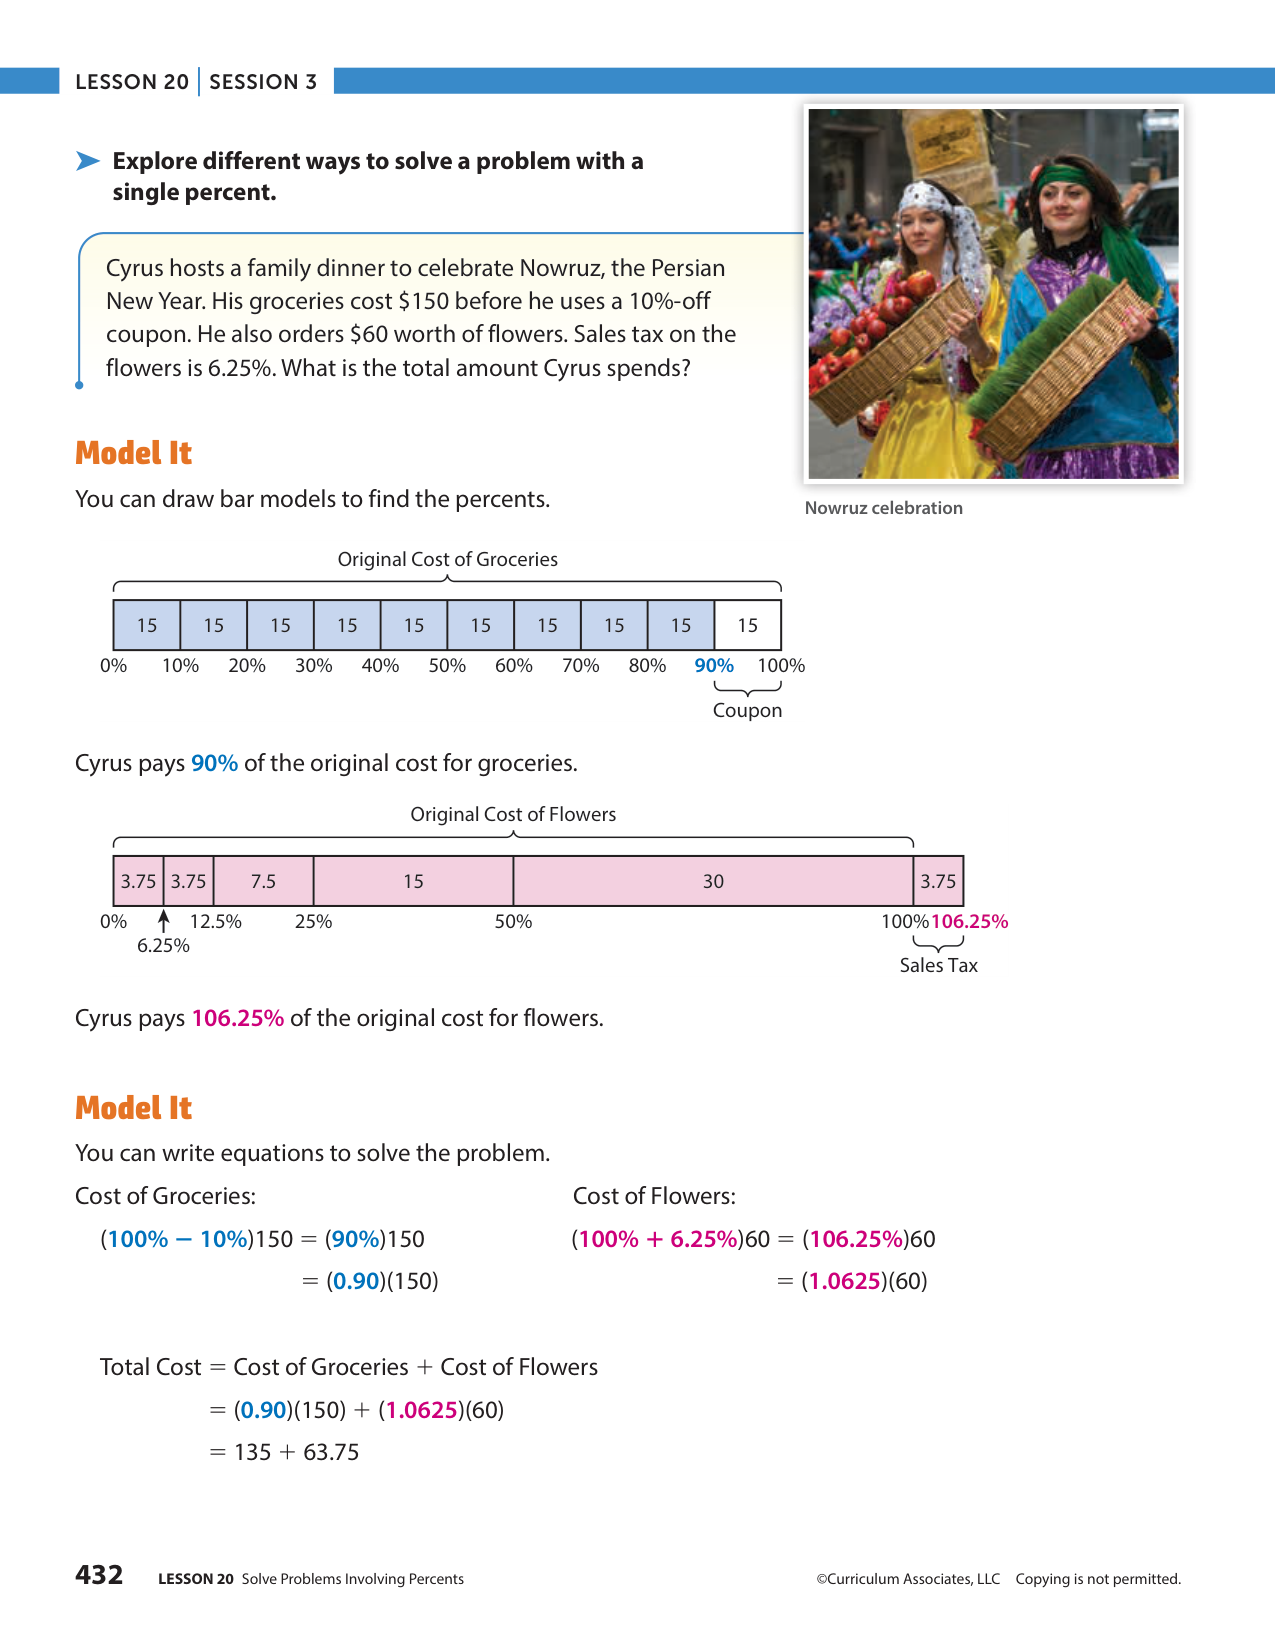 LESSON 20 | SESSION 3
Explore different ways to solve a problem with a
single percent.
Cyrus hosts a family dinner to celebrate Nowruz, the Persian
New Year. His groceries cost $150 before he uses a 10%-off
coupon. He also orders $60 worth of flowers. Sales tax on the
flowers is 6.25%. What is the total amount Cyrus spends?
Nowruz celebration
Model It
You can draw bar models to find the percents.
Original Cost of Groceries
15 15 15 15 15 15 15 15 15 15
0% 10% 20% 30% 40% 50% 60% 70% 80% 90% 100%
Coupon
Cyrus pays 90% of the original cost for groceries.
Original Cost of Flowers
3.75 3.75 7.5 15 30 3.75
0% 12.5% 25% 50% 100% 106.25%
6.25%
Sales Tax
Cyrus pays 106.25% of the original cost for flowers.
Model It
You can write equations to solve the problem.
Cost of Groceries: Cost of Flowers:
(100% − 10%)150 = (90%)150 (100% + 6.25%)60 = (106.25%)60
= (0.90)(150) = (1.0625)(60)
Total Cost = Cost of Groceries + Cost of Flowers
= (0.90)(150) + (1.0625)(60)
= 135 + 63.75
432 LESSON 20 Solve Problems Involving Percents ©Curriculum Associates, LLC Copying is not permitted.